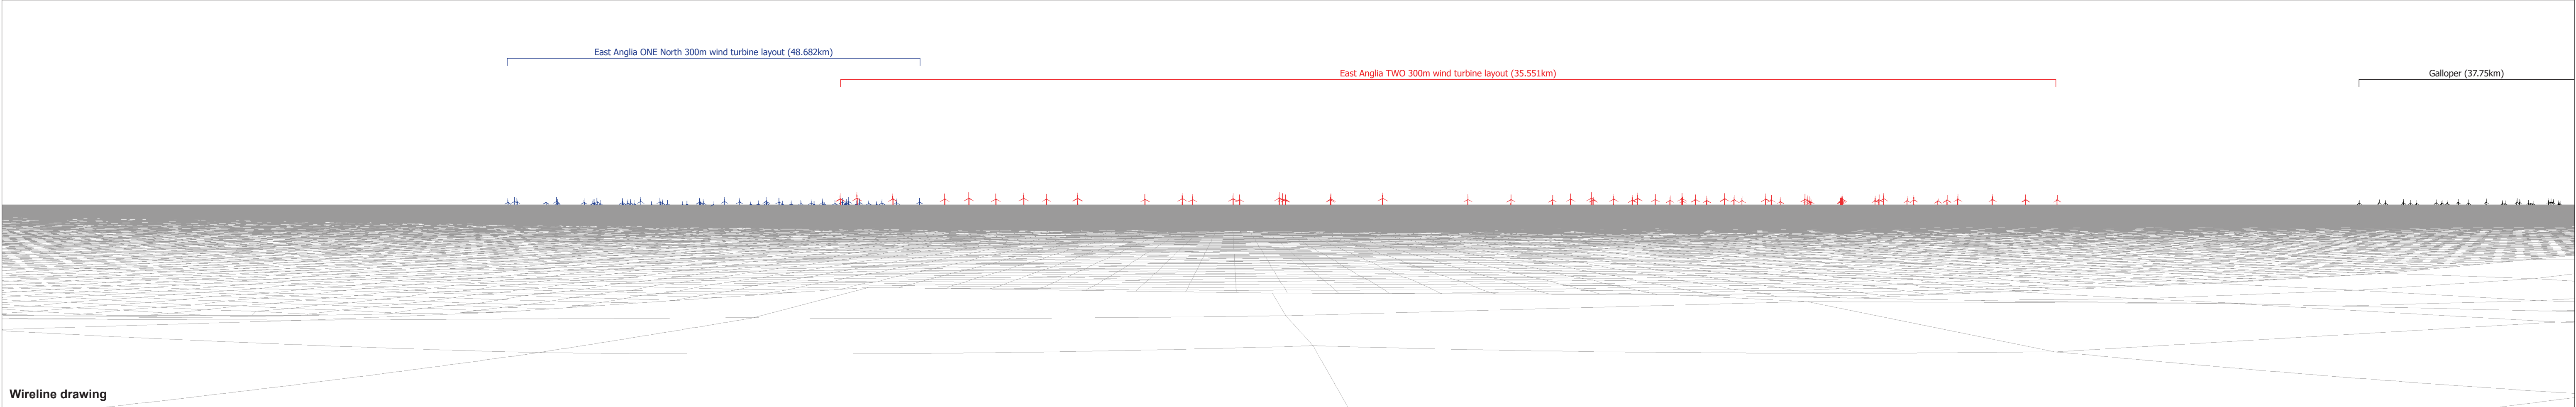 East Anglia ONE North 300m wind turbine layout (48.682km)
East Anglia TWO 300m wind turbine layout (35.551km)
Galloper (37.75km)
Wireline drawing